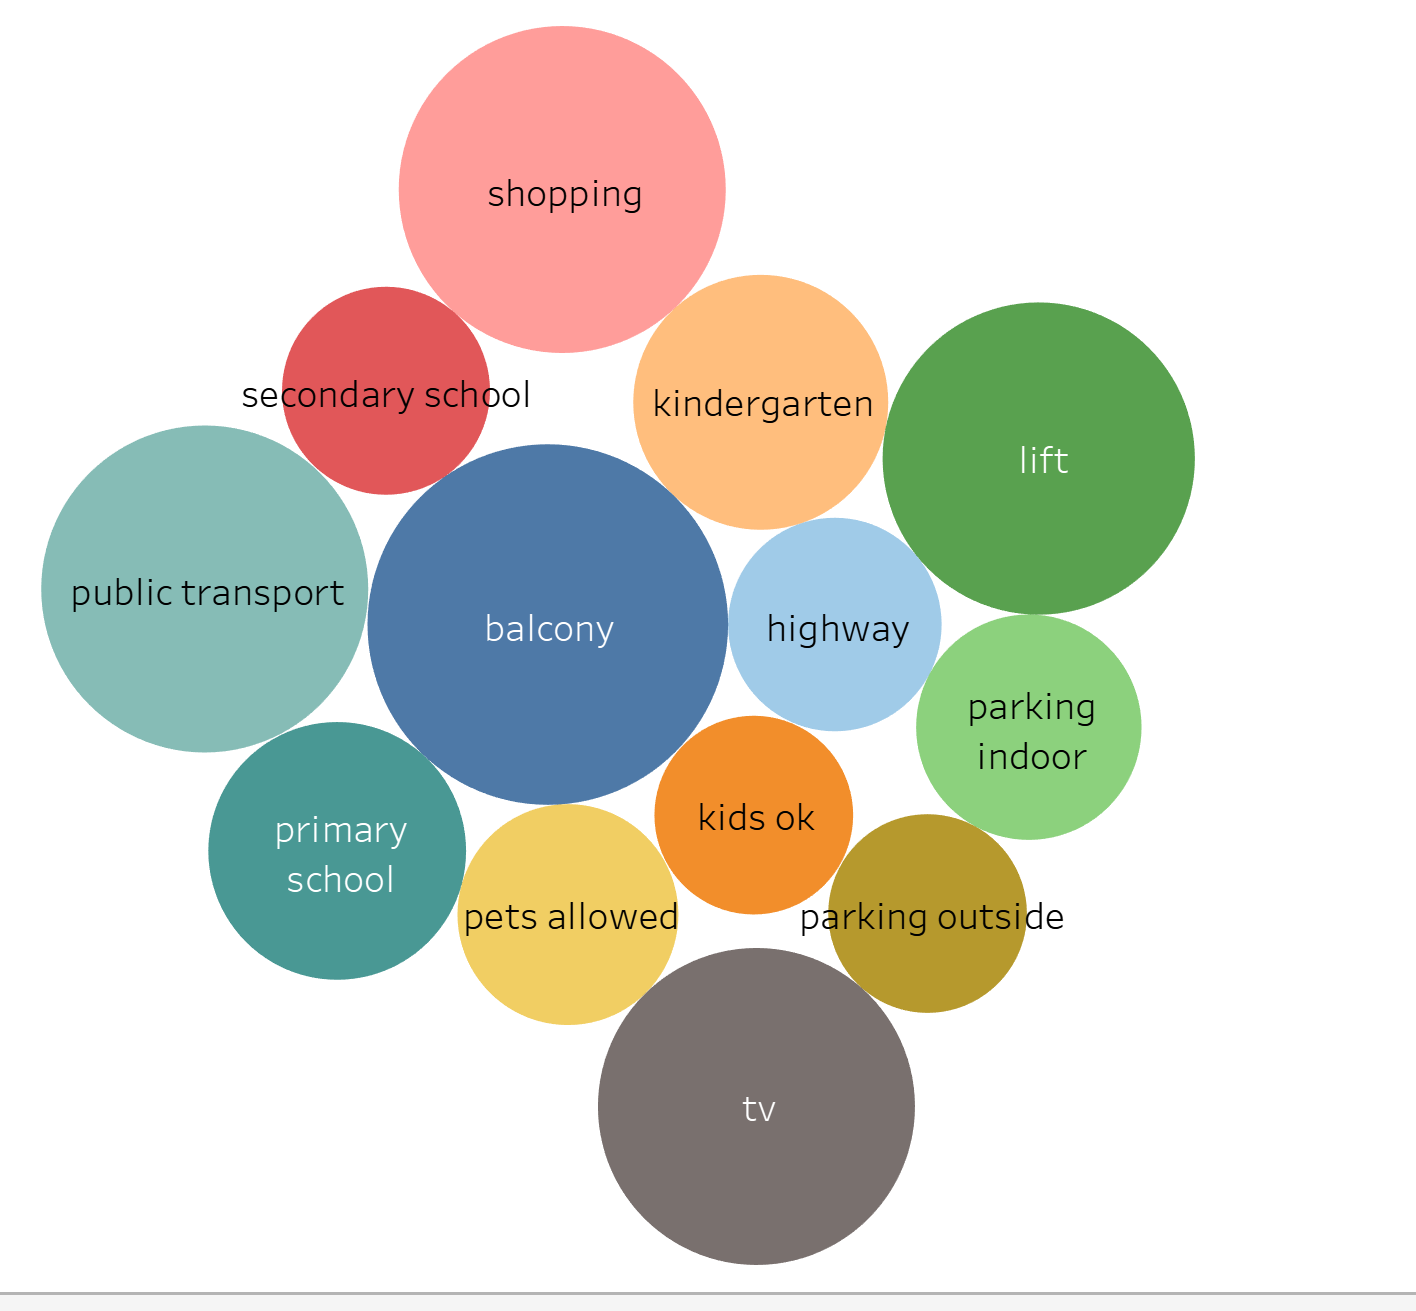 shopping
secondary school
kindergarten
lift
public transport
balcony
highway
parking
indoor
primary
school
kids ok
pets allowed
parking outside
tv